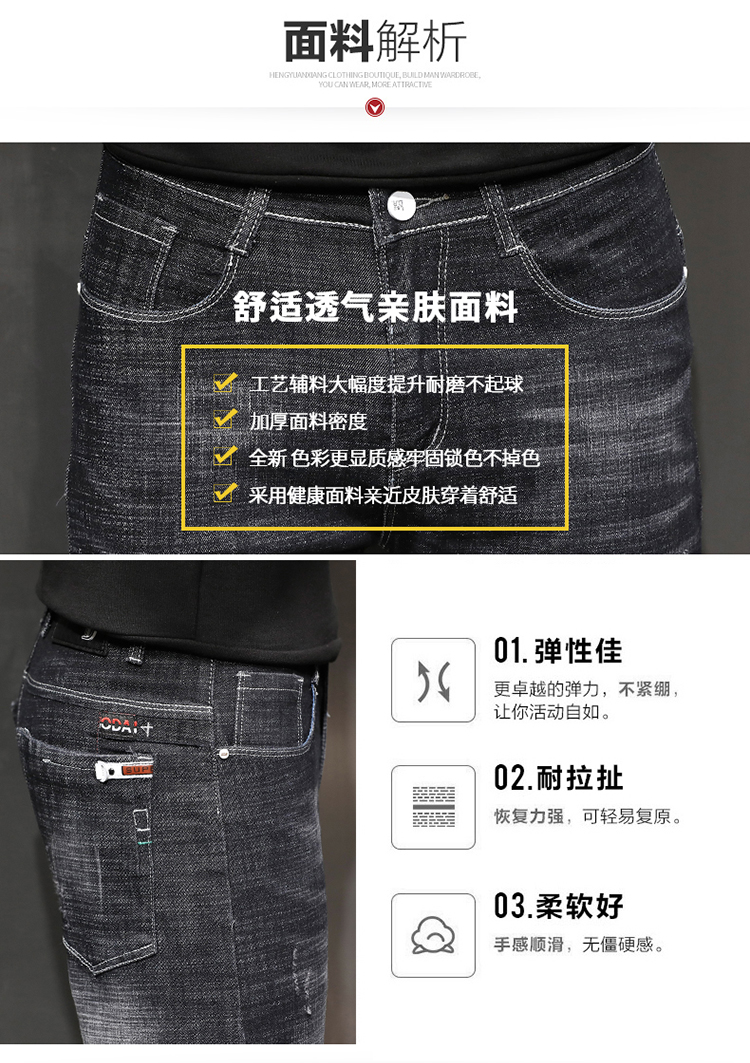 面料解析
HENGYUANXIANG CLOTHING BOUTIQUE, BUILD MAN WARDROBE,
YOU CAN WEAR, MORE ATTRACTIVE
舒适透气亲肤面料
工艺辅料大幅度提升耐磨不起球
加厚面料密度
全新 色彩更显质感牢固锁色不掉色
采用健康面料亲近皮肤穿着舒适
01.弹性佳
更卓越的弹力，不紧绷，
让你活动自如。
ODAI+
SUP
02.耐拉扯
恢复力强，可轻易复原。
03.柔软好
手感顺滑，无僵硬感。